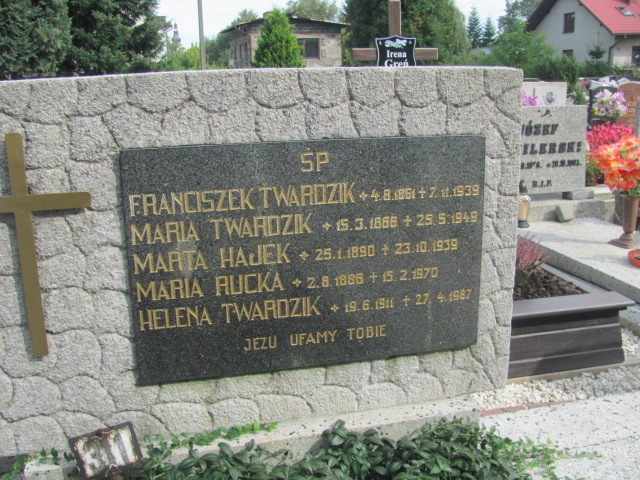 Irena
Greń
JÓZEF
R.I.P.
ŚP
FRANCISZEK TWARDZIK * 4.8.1861 + 7.11.1939
MARIA TWARDZIK * 15.3.1866 + 25.5.1949
MARTA HAJEK * 25.1.1890 + 23.10.1939
MARIA RUCKA * 2.8.1886 + 15.2.1970
HELENA TWARDZIK * 19.6.1911 + 27.4.1987
JEZU UFAMY TOBIE
311